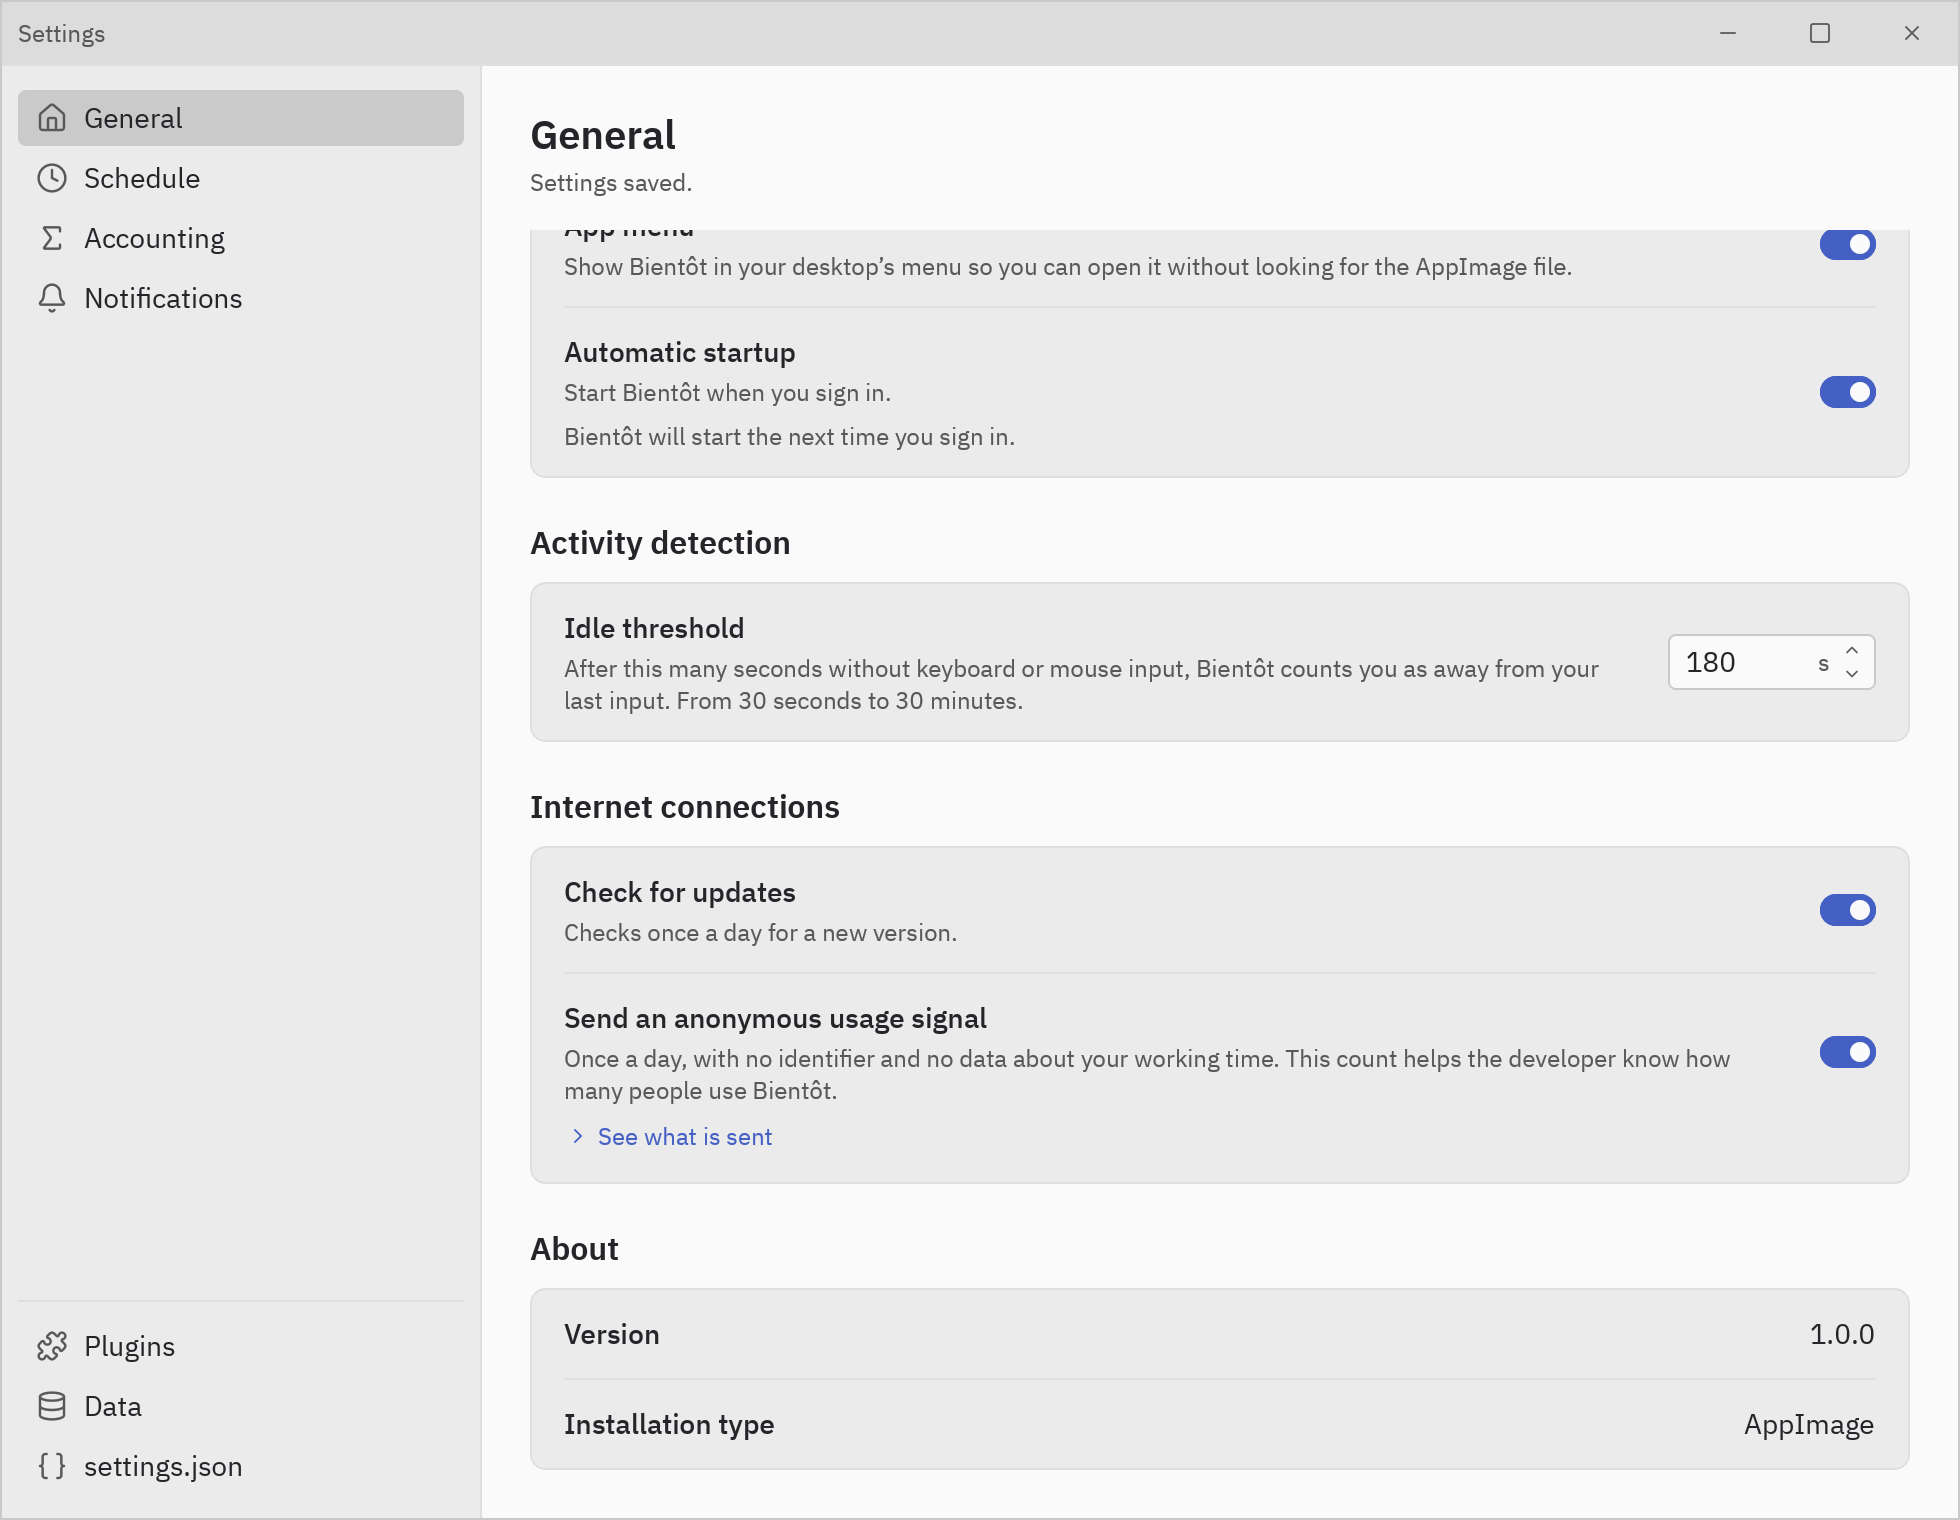 Settings
General
Schedule
Accounting
Notifications
Plugins
Data
settings.json
General
Settings saved.
App menu
Show Bientôt in your desktop’s menu so you can open it without looking for the AppImage file.
Automatic startup
Start Bientôt when you sign in.
Bientôt will start the next time you sign in.
Activity detection
Idle threshold
After this many seconds without keyboard or mouse input, Bientôt counts you as away from your
last input. From 30 seconds to 30 minutes.
180 s
Internet connections
Check for updates
Checks once a day for a new version.
Send an anonymous usage signal
Once a day, with no identifier and no data about your working time. This count helps the developer know how
many people use Bientôt.
See what is sent
About
Version 1.0.0
Installation type AppImage